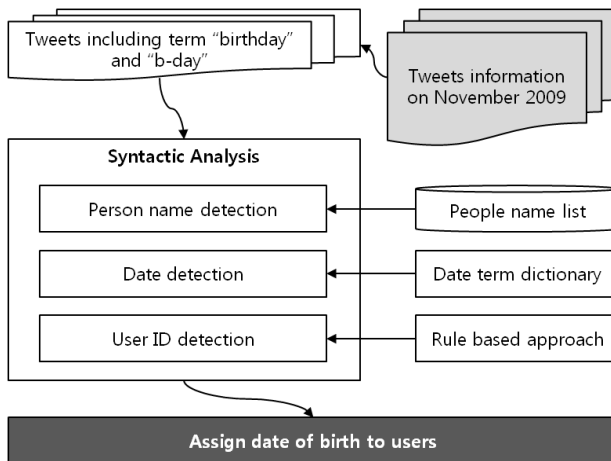 Tweets including term “birthday”
and “b-day”
Tweets information
on November 2009
Syntactic Analysis
Person name detection
People name list
Date detection
Date term dictionary
User ID detection
Rule based approach
Assign date of birth to users